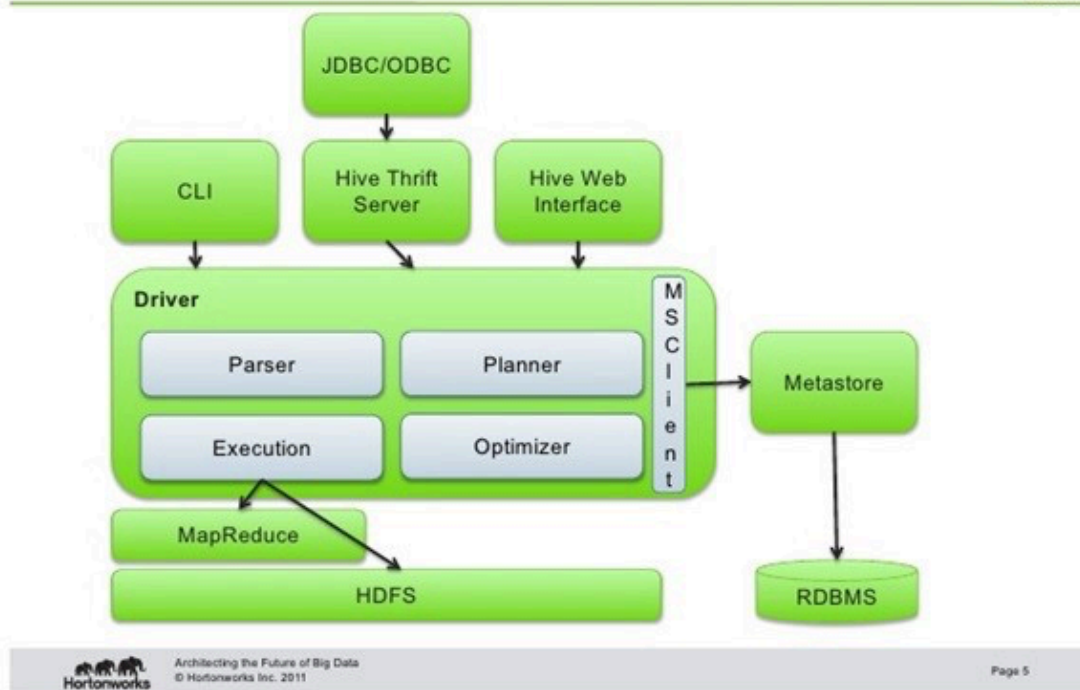 JDBC/ODBC
CLI
Hive Thrift
Server
Hive Web
Interface
Driver
MSClient
Parser
Planner
Metastore
Execution
Optimizer
MapReduce
HDFS
RDBMS
Hortonworks
Architecting the Future of Big Data
© Hortonworks Inc. 2011
Page 5